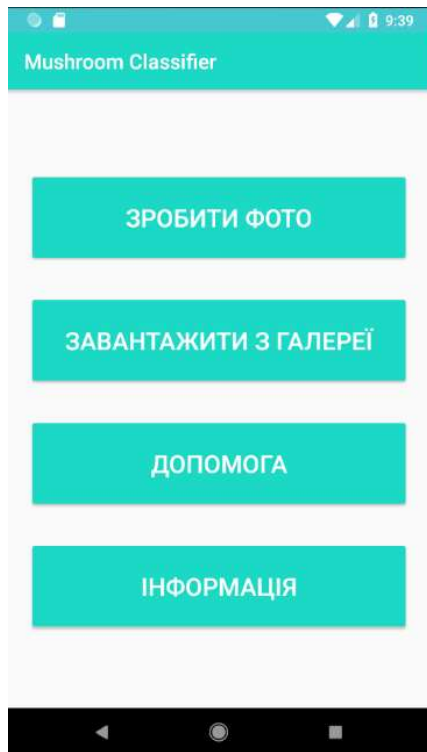 9:39
Mushroom Classifier
ЗРОБИТИ ФОТО
ЗАВАНТАЖИТИ З ГАЛЕРЕЇ
ДОПОМОГА
ІНФОРМАЦІЯ